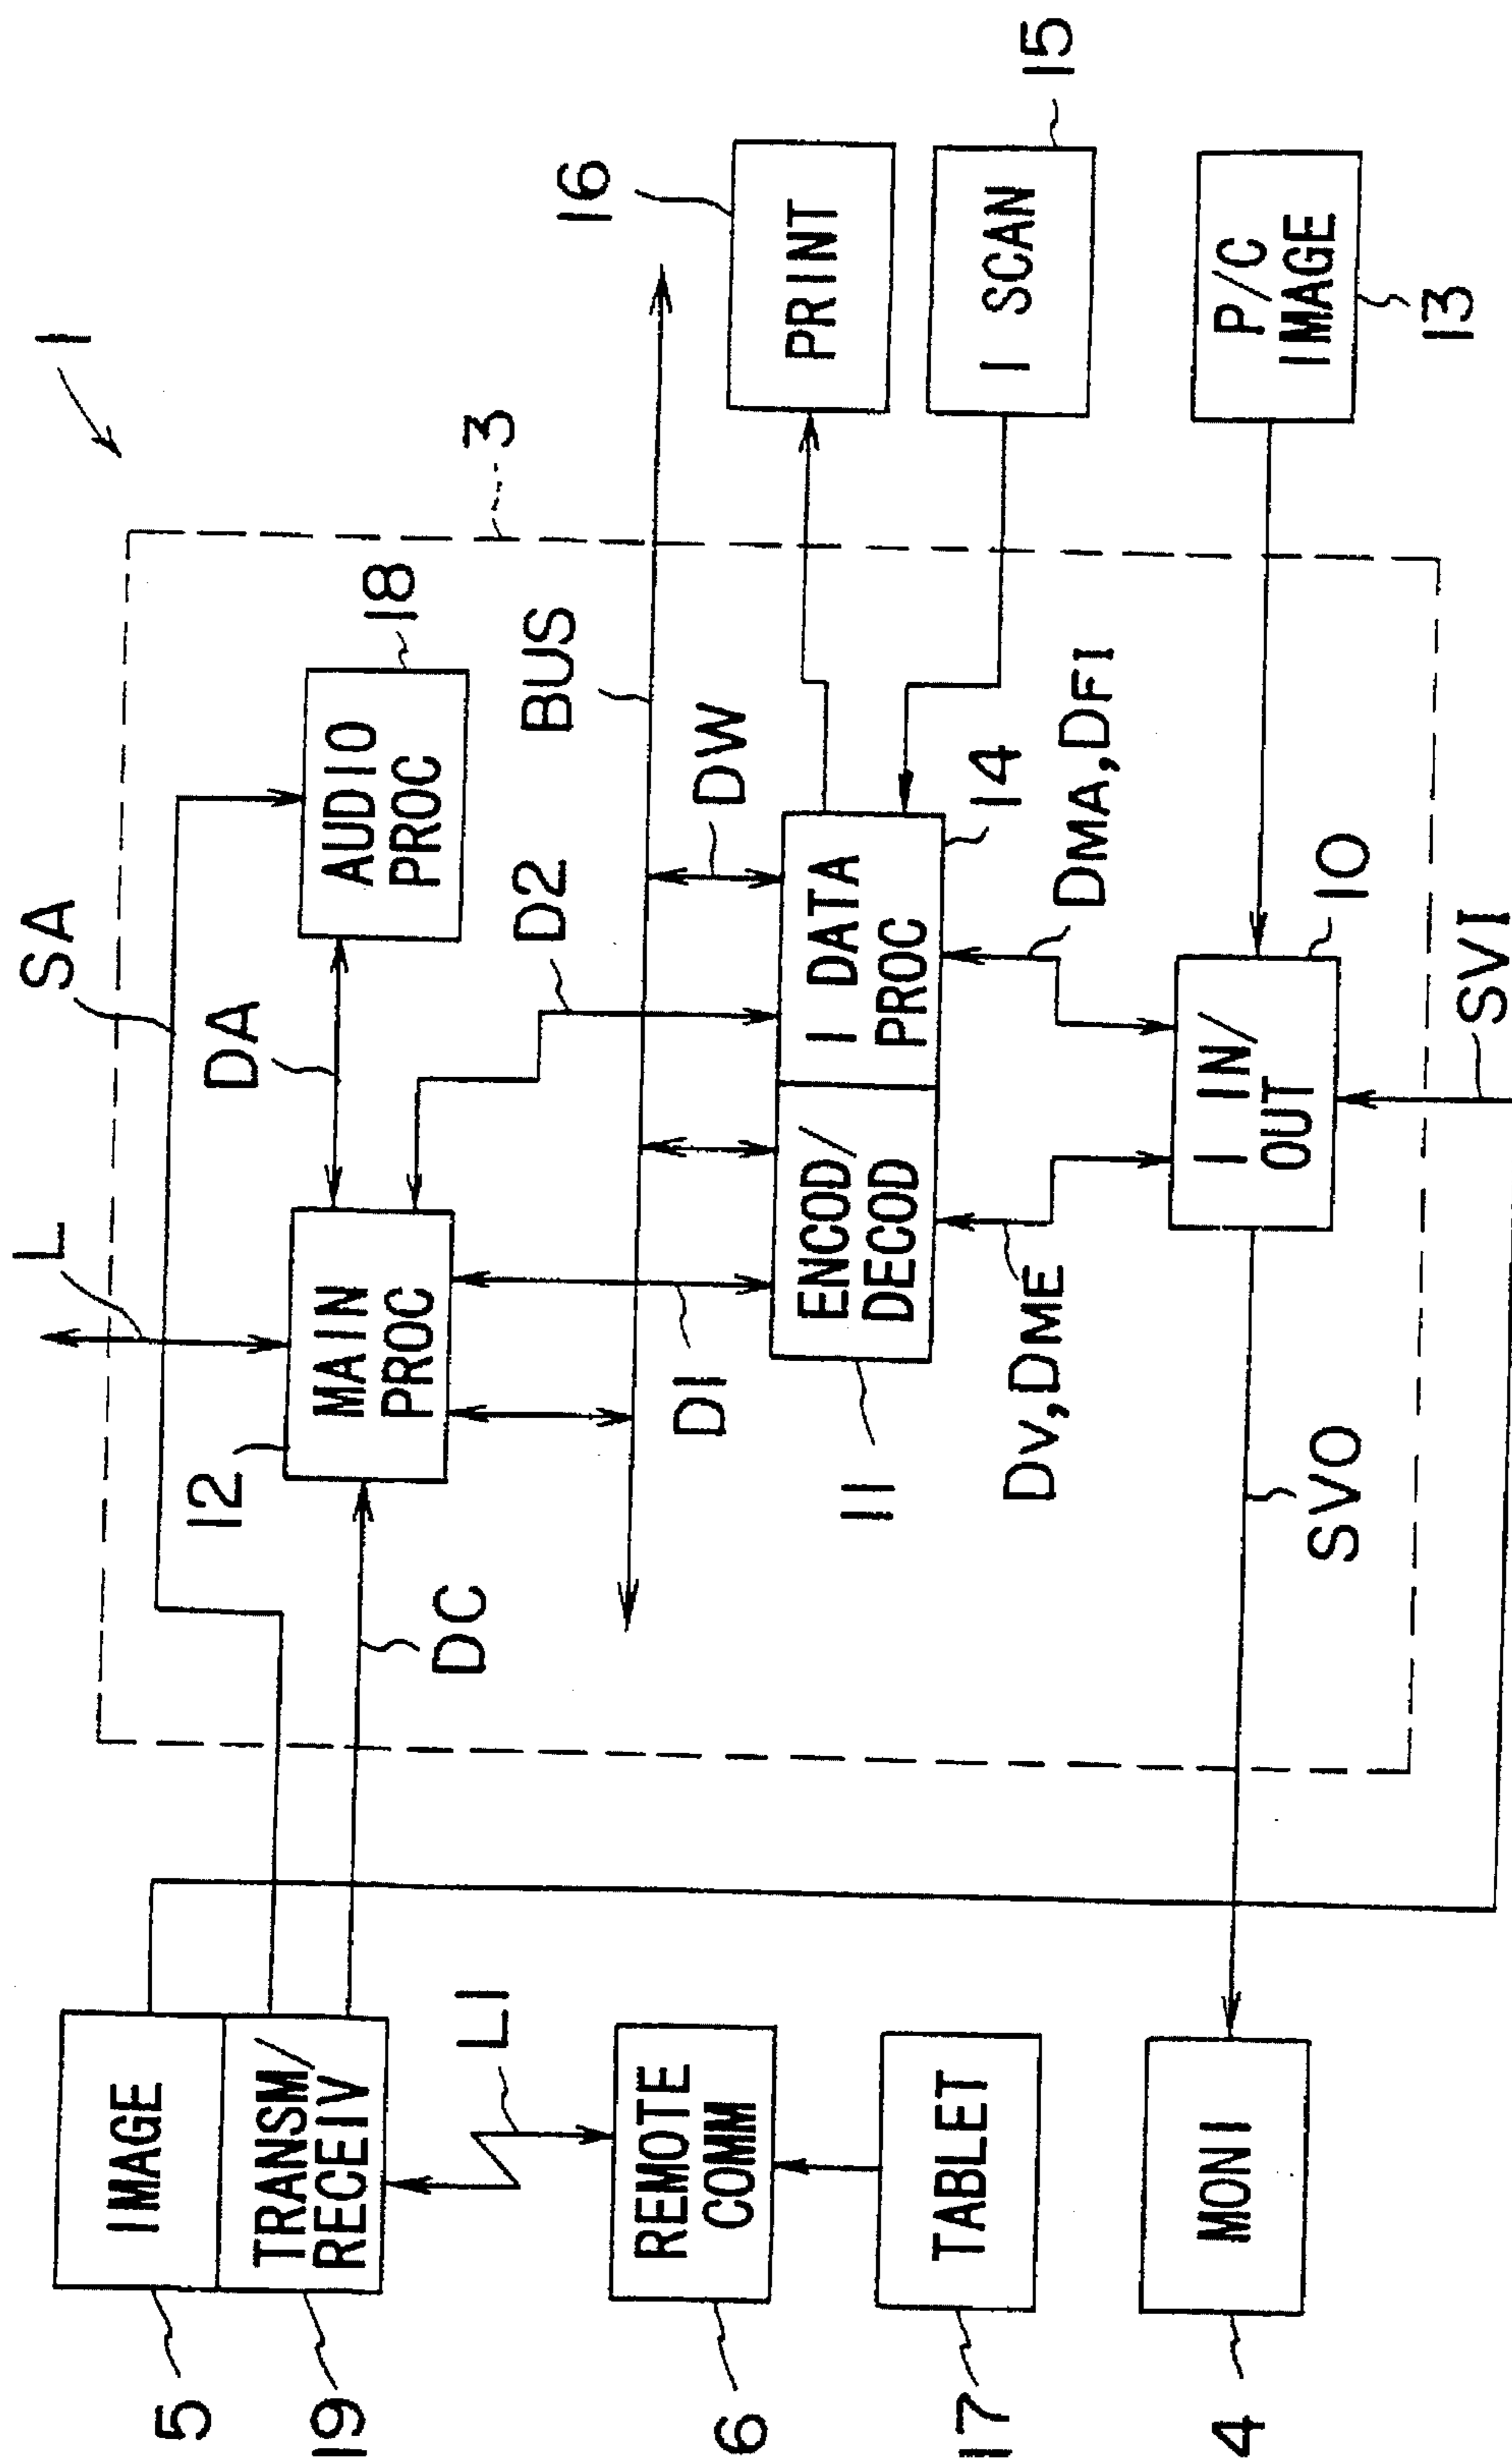 1
3
SA
L
DA
18
AUDIO
PROC
12
MAIN
PROC
D2
BUS
DW
16
PRINT
15
I SCAN
5
IMAGE
19
TRANSM/
RECEIV
DC
D1
14
I DATA
PROC
11
ENCOD/
DECOD
DMA,DFI
P/C
IMAGE
13
L1
6
REMOTE
COMM
DV,DME
10
I IN/
OUT
17
TABLET
4
MONI
SVO
SVI